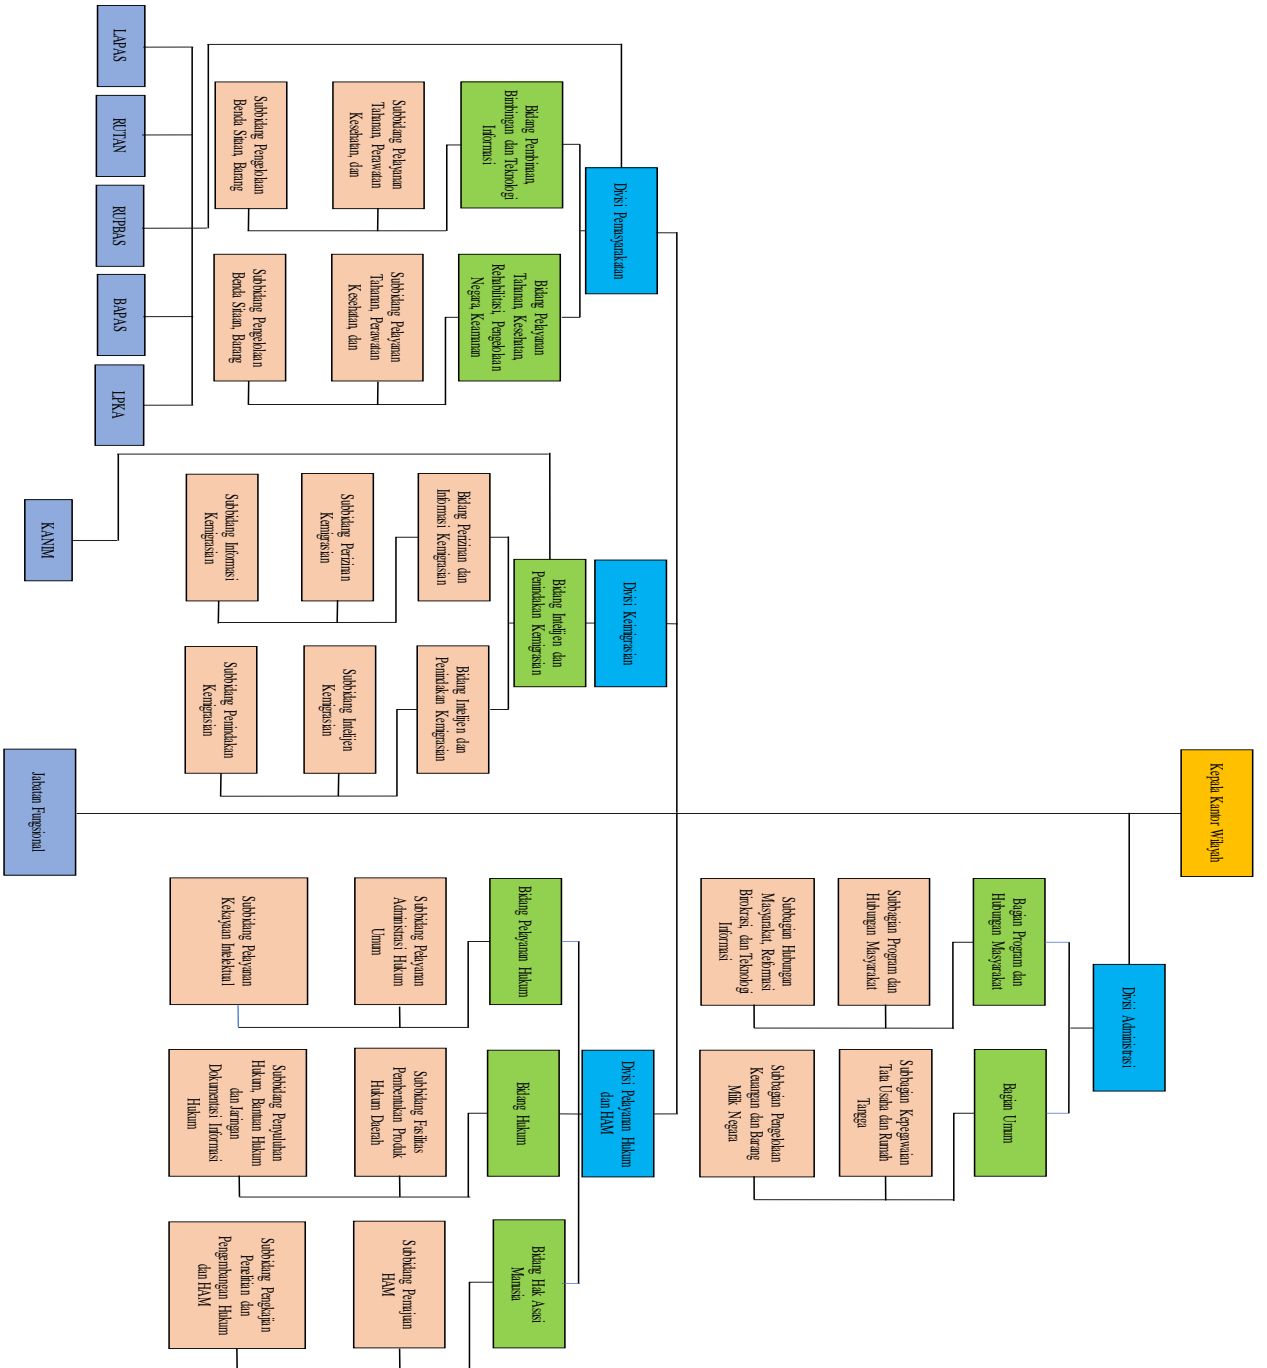 Kepala Kantor Wilayah
Divisi Administrasi
Bagian Program dan
Hubungan Masyarakat
Bagian Umum
Subbagian Program dan
Hubungan Masyarakat
Subbagian Kepegawaian
Tata Usaha dan Rumah
Tangga
Subbagian Hubungan
Masyarakat, Reformasi
Birokrasi, dan Teknologi
Informasi
Subbagian Pengelolaan
Keuangan dan Barang
Milik Negara
Divisi Pemasyarakatan
Divisi Keimigrasian
Divisi Pelayanan Hukum
dan HAM
Bidang Pembinaan,
Bimbingan dan Teknologi
Informasi
Bidang Pelayanan
Tahanan, Kesehatan,
Rehabilitasi, Pengelolaan
Negara, Keamanan
Bidang Intelijen dan
Penindakan Kemigrasian
Bidang Pelayanan Hukum
Bidang Hukum
Bidang Hak Asasi
Manusia
Subbidang Pelayanan
Tahanan, Perawatan
Kesehatan, dan
Subbidang Pelayanan
Tahanan, Perawatan
Kesehatan, dan
Bidang Perizinan dan
Informasi Kemigrasian
Bidang Intelijen dan
Penindakan Kemigrasian
Subbidang Pelayanan
Administrasi Hukum
Umum
Subbidang Fasilitas
Pembentukan Produk
Hukum Daerah
Subbidang Pemajuan
HAM
Subbidang Pengelolaan
Benda Sitaan, Barang
Subbidang Pengelolaan
Benda Sitaan, Barang
Subbidang Perizinan
Kemigrasian
Subbidang Intelijen
Kemigrasian
Subbidang Informasi
Kemigrasian
Subbidang Penindakan
Kemigrasian
Subbidang Pelayanan
Kekayaan Intelektual
Subbidang Penyuluhan
Hukum, Bantuan Hukum
dan Jaringan
Dokumentasi Informasi
Hukum
Subbidang Pengkajian
Penelitian dan
Pengembangan Hukum
dan HAM
LAPAS
RUTAN
RUPBAS
BAPAS
LPKA
KANIM
Jabatan Fungsional